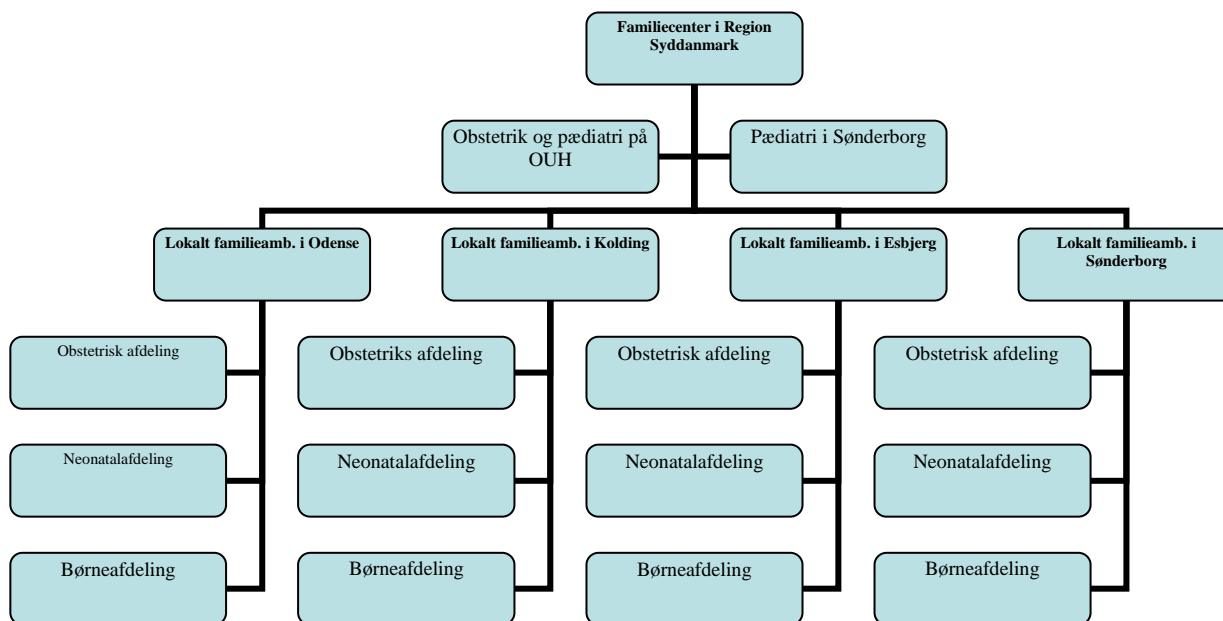 Familiecenter i Region
Syddanmark
Obstetrik og pædiatri på
OUH
Pædiatri i Sønderborg
Lokalt familieamb. i Odense
Lokalt familieamb. i Kolding
Lokalt familieamb. i Esbjerg
Lokalt familieamb. i
Sønderborg
Obstetrisk afdeling
Obstetriks afdeling
Obstetrisk afdeling
Obstetrisk afdeling
Neonatalafdeling
Neonatalafdeling
Neonatalafdeling
Neonatalafdeling
Børneafdeling
Børneafdeling
Børneafdeling
Børneafdeling